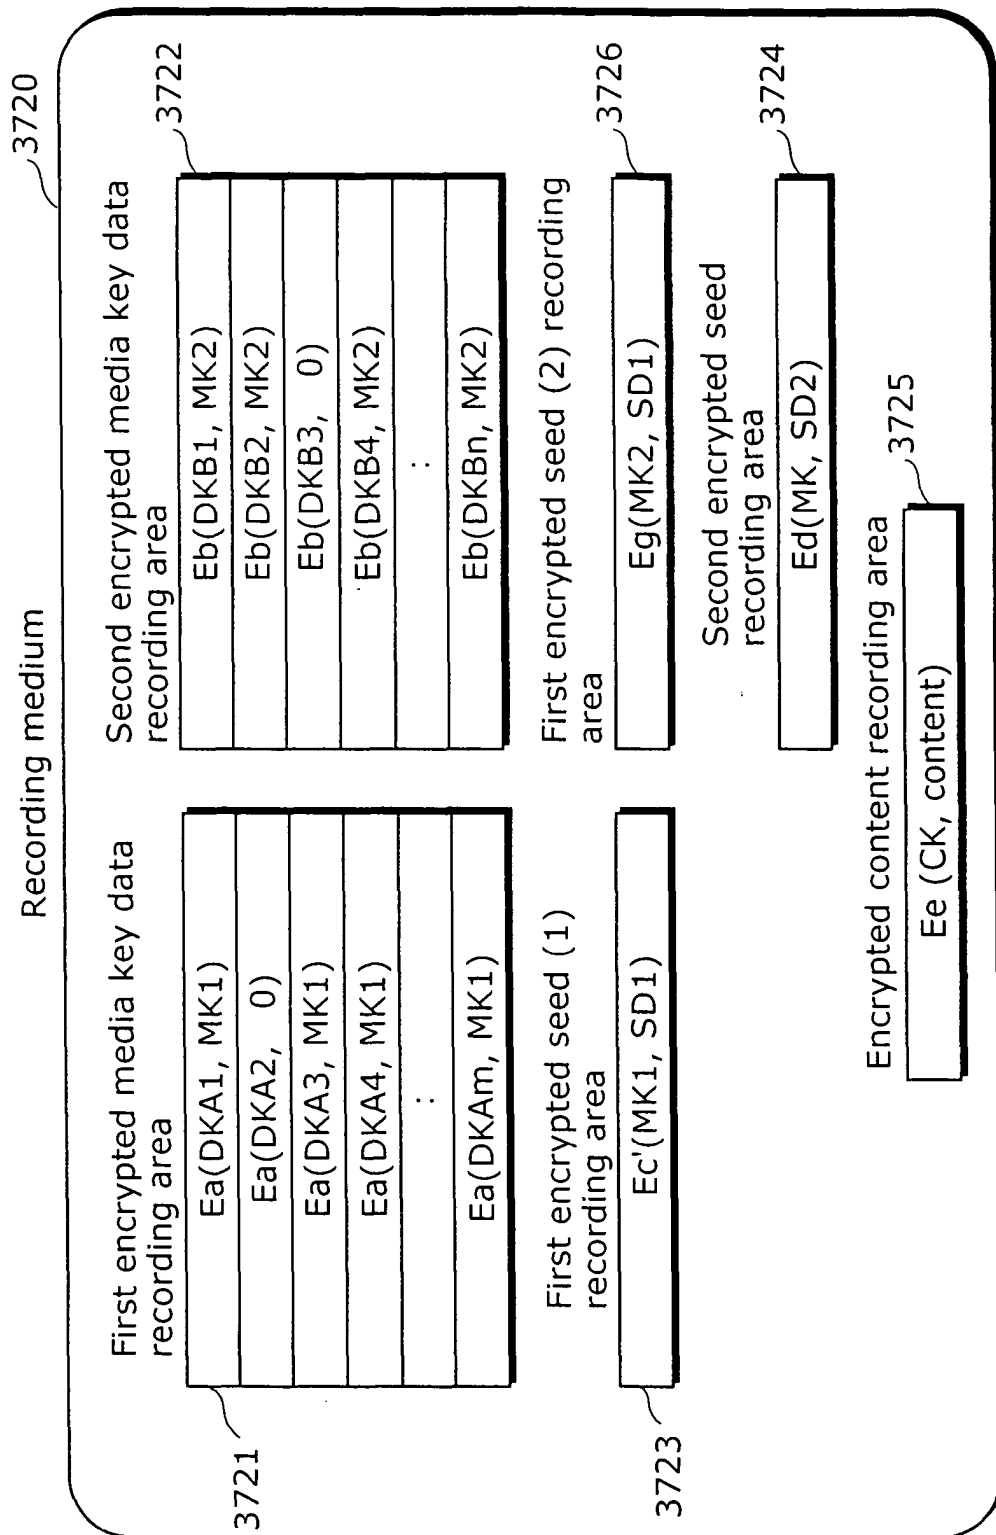 Recording medium
3720
First encrypted media key data
recording area
3721
Ea(DKA1, MK1)
Ea(DKA2, 0)
Ea(DKA3, MK1)
Ea(DKA4, MK1)
:
Ea(DKAm, MK1)
Second encrypted media key data
recording area
3722
Eb(DKB1, MK2)
Eb(DKB2, MK2)
Eb(DKB3, 0)
Eb(DKB4, MK2)
:
Eb(DKBn, MK2)
First encrypted seed (1)
recording area
3723
Ec'(MK1, SD1)
First encrypted seed (2) recording
area
3726
Eg(MK2, SD1)
Second encrypted seed
recording area
3724
Ed(MK, SD2)
Encrypted content recording area
3725
Ee (CK, content)